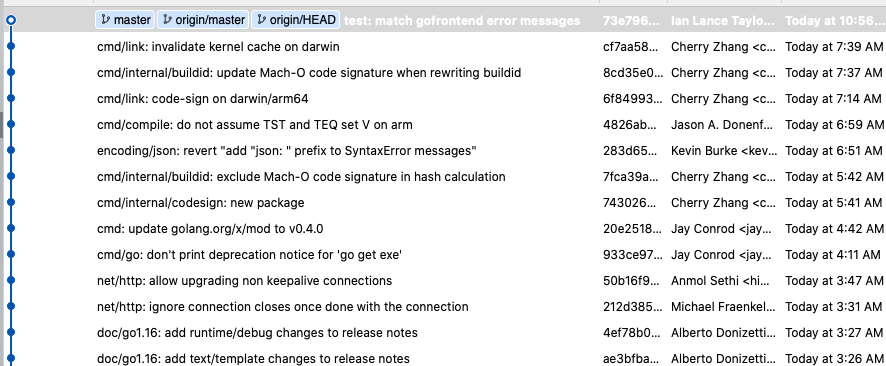 master origin/master origin/HEAD test: match gofrontend error messages 73e796... Ian Lance Taylo... Today at 10:56...
cmd/link: invalidate kernel cache on darwin cf7aa58... Cherry Zhang <c... Today at 7:39 AM
cmd/internal/buildid: update Mach-O code signature when rewriting buildid 8cd35e0... Cherry Zhang <c... Today at 7:37 AM
cmd/link: code-sign on darwin/arm64 6f84993... Cherry Zhang <c... Today at 7:14 AM
cmd/compile: do not assume TST and TEQ set V on arm 4826ab... Jason A. Donenf... Today at 6:59 AM
encoding/json: revert "add "json: " prefix to SyntaxError messages" 283d65... Kevin Burke <kev... Today at 6:51 AM
cmd/internal/buildid: exclude Mach-O code signature in hash calculation 7fca39a... Cherry Zhang <c... Today at 5:42 AM
cmd/internal/codesign: new package 743026... Cherry Zhang <c... Today at 5:41 AM
cmd: update golang.org/x/mod to v0.4.0 20e2518... Jay Conrod <jay... Today at 4:42 AM
cmd/go: don't print deprecation notice for 'go get exe' 933ce97... Jay Conrod <jay... Today at 4:11 AM
net/http: allow upgrading non keepalive connections 50b16f9... Anmol Sethi <hi... Today at 3:47 AM
net/http: ignore connection closes once done with the connection 212d385... Michael Fraenkel... Today at 3:31 AM
doc/go1.16: add runtime/debug changes to release notes 4ef78b0... Alberto Donizetti... Today at 3:27 AM
doc/go1.16: add text/template changes to release notes ae3bfba... Alberto Donizetti... Today at 3:26 AM